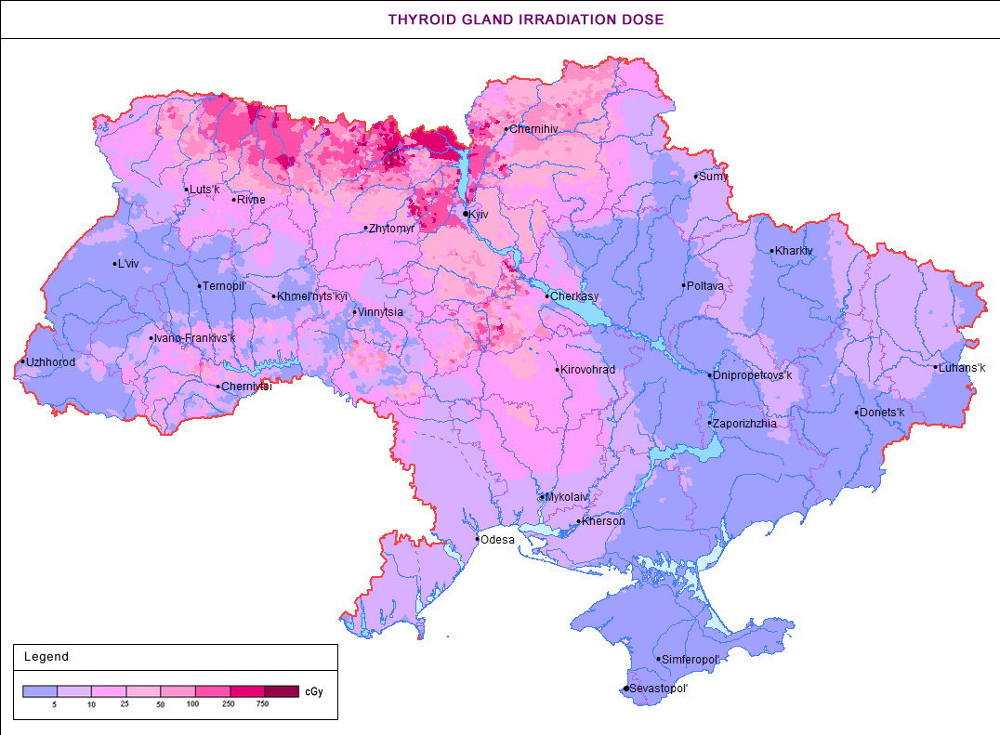 THYROID GLAND IRRADIATION DOSE
Chernihiv
Sumy
Luts'k
Rivne
Kyiv
Zhytomyr
Kharkiv
L'viv
Ternopil'
Poltava
Khmel'nyts'kyi
Cherkasy
Vinnytsia
Ivano-Frankivs'k
Uzhhorod
Kirovohrad
Luhans'k
Dnipropetrovs'k
Chernivtsi
Donets'k
Zaporizhzhia
Mykolaiv
Kherson
Odesa
Simferopol'
Sevastopol'
Legend
cGy
5 10 25 50 100 250 750